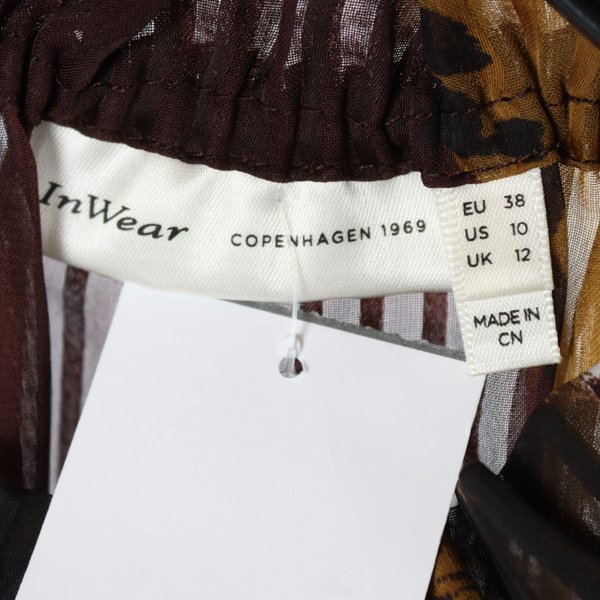 InWear
COPENHAGEN 1969
EU 38
US 10
UK 12
MADE IN
CN